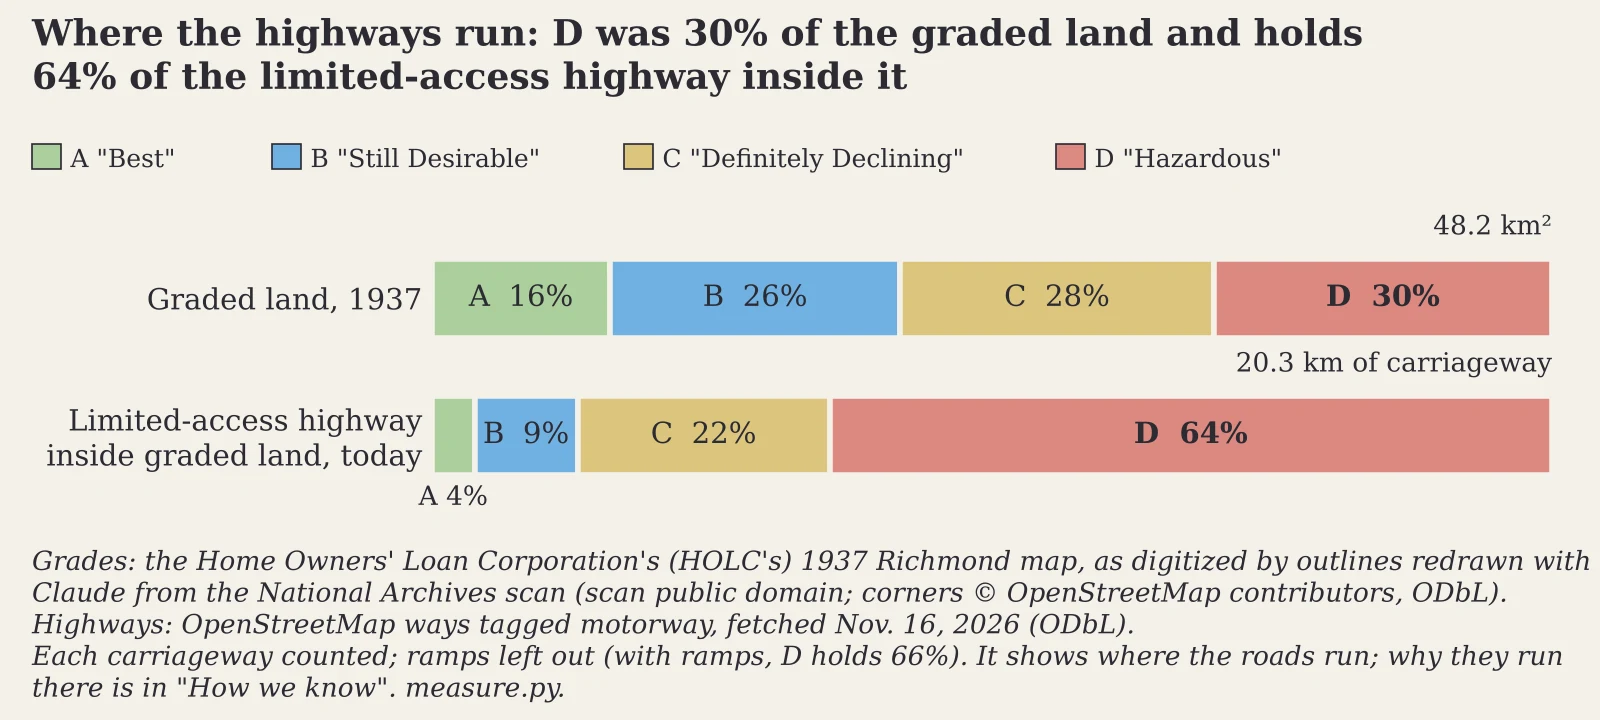 Where the highways run: D was 30% of the graded land and holds
64% of the limited-access highway inside it
A "Best"
B "Still Desirable"
C "Definitely Declining"
D "Hazardous"
48.2 km²
Graded land, 1937
A 16%
B 26%
C 28%
D 30%
20.3 km of carriageway
Limited-access highway
inside graded land, today
B 9%
C 22%
D 64%
A 4%
Grades: the Home Owners' Loan Corporation's (HOLC's) 1937 Richmond map, as digitized by outlines redrawn with
Claude from the National Archives scan (scan public domain; corners © OpenStreetMap contributors, ODbL).
Highways: OpenStreetMap ways tagged motorway, fetched Nov. 16, 2026 (ODbL).
Each carriageway counted; ramps left out (with ramps, D holds 66%). It shows where the roads run; why they run
there is in "How we know". measure.py.